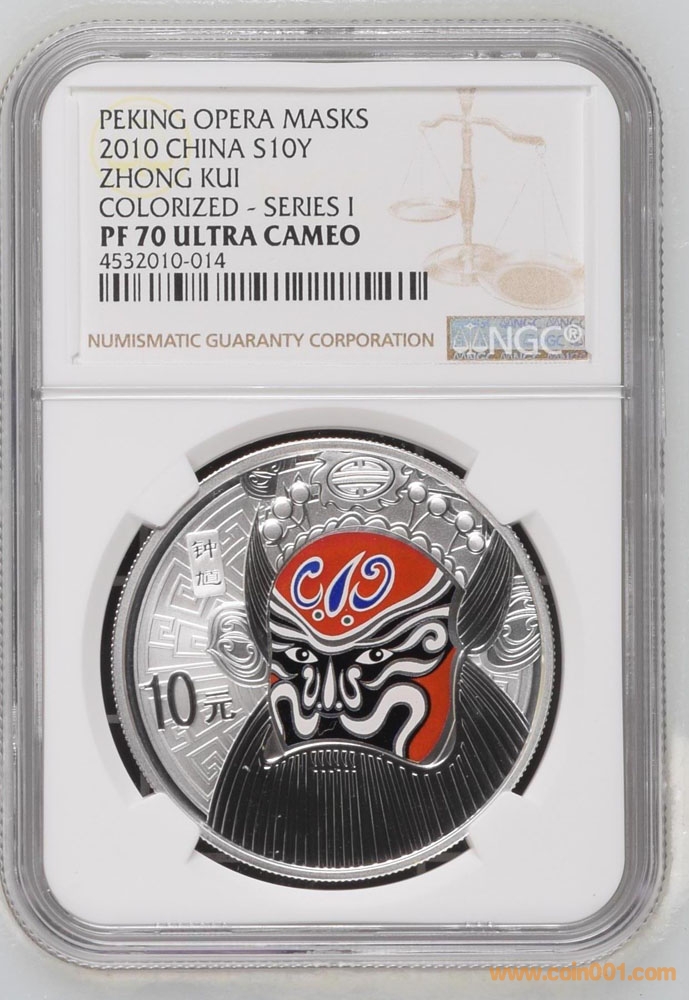 PEKING OPERA MASKS
2010 CHINA S10Y
ZHONG KUI
COLORIZED - SERIES I
PF 70 ULTRA CAMEO
4532010-014
NUMISMATIC GUARANTY CORPORATION
NGC®
钟馗
10元
www.coin001.com